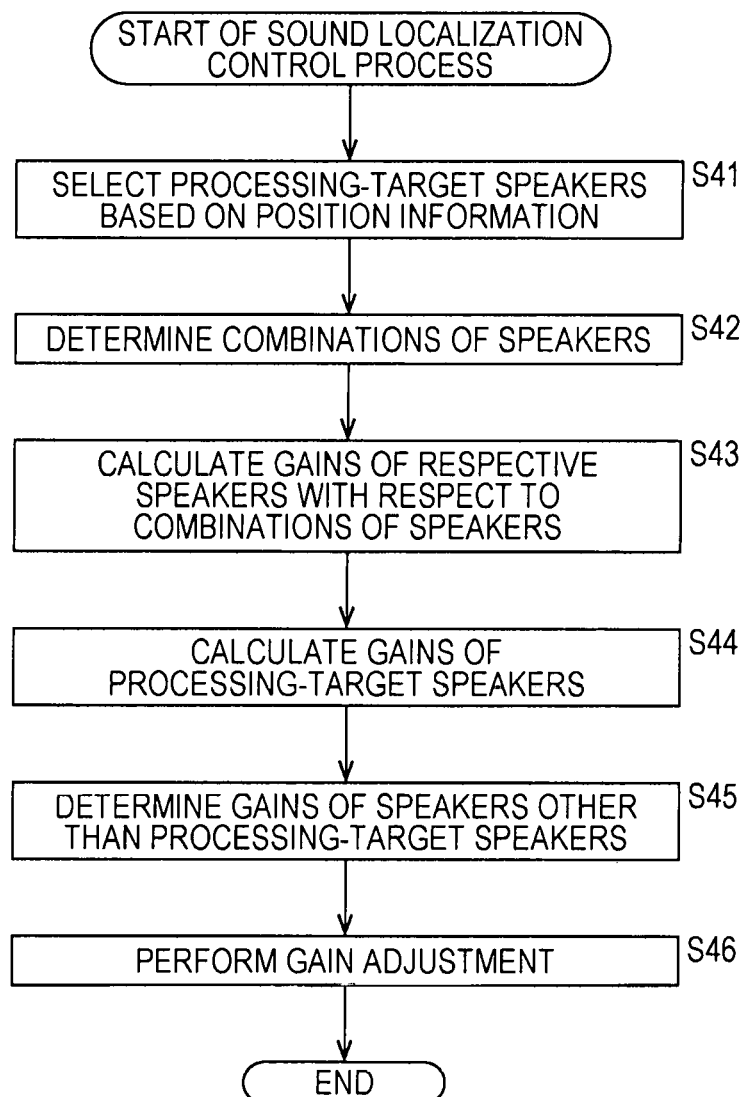 START OF SOUND LOCALIZATION
CONTROL PROCESS
S41
SELECT PROCESSING-TARGET SPEAKERS
BASED ON POSITION INFORMATION
S42
DETERMINE COMBINATIONS OF SPEAKERS
S43
CALCULATE GAINS OF RESPECTIVE
SPEAKERS WITH RESPECT TO
COMBINATIONS OF SPEAKERS
S44
CALCULATE GAINS OF
PROCESSING-TARGET SPEAKERS
S45
DETERMINE GAINS OF SPEAKERS OTHER
THAN PROCESSING-TARGET SPEAKERS
S46
PERFORM GAIN ADJUSTMENT
END